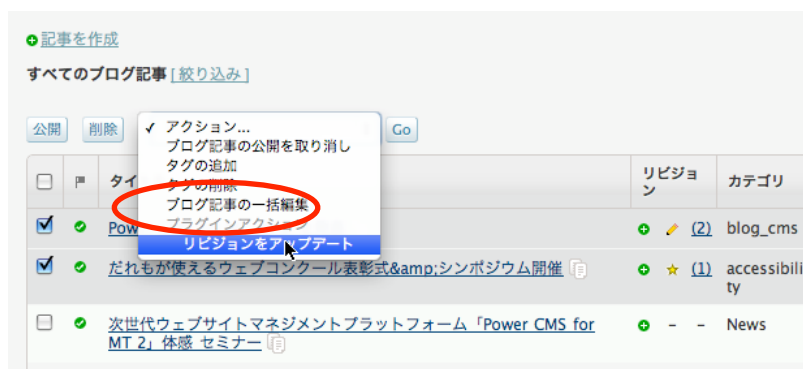 記事を作成
すべてのブログ記事 [絞り込み]
公開 削除 ✓ アクション... Go
ブログ記事の公開を取り消し
タグの追加
タグの削除
ブログ記事の一括編集
プラグインアクション
リビジョンをアップデート
タイ リビジョン カテゴリ
Pow (2) blog_cms
だれもが使えるウェブコンクール表彰式&amp;シンポジウム開催 (1) accessibility
次世代ウェブサイトマネジメントプラットフォーム「Power CMS for - - News
MT 2」体感 セミナー